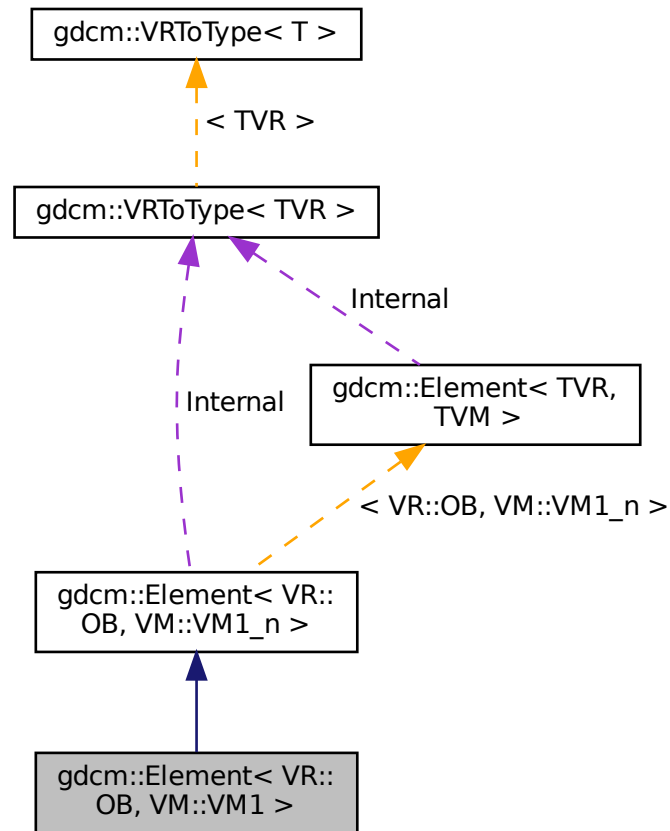 gdcm::VRToType< T >
< TVR >
gdcm::VRToType< TVR >
Internal
gdcm::Element< TVR,
TVM >
Internal
< VR::OB, VM::VM1_n >
gdcm::Element< VR::
OB, VM::VM1_n >
gdcm::Element< VR::
OB, VM::VM1 >